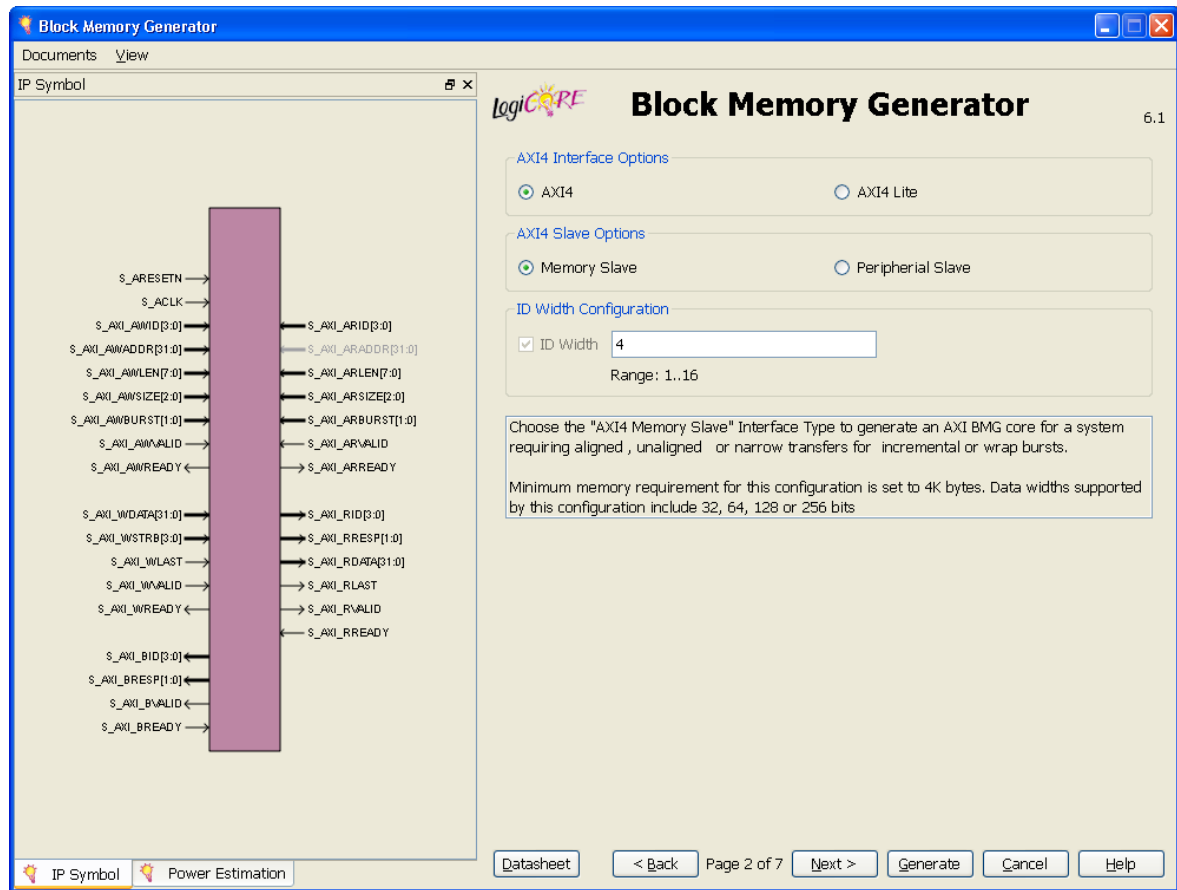 Block Memory Generator
Documents View
IP Symbol
S_ARESETN
S_ACLK
S_AXI_AWID[3:0]
S_AXI_AWADDR[31:0]
S_AXI_AWLEN[7:0]
S_AXI_AWSIZE[2:0]
S_AXI_AWBURST[1:0]
S_AXI_AWVALID
S_AXI_AWREADY
S_AXI_WDATA[31:0]
S_AXI_WSTRB[3:0]
S_AXI_WLAST
S_AXI_WVALID
S_AXI_WREADY
S_AXI_BID[3:0]
S_AXI_BRESP[1:0]
S_AXI_BVALID
S_AXI_BREADY
S_AXI_ARID[3:0]
S_AXI_ARADDR[31:0]
S_AXI_ARLEN[7:0]
S_AXI_ARSIZE[2:0]
S_AXI_ARBURST[1:0]
S_AXI_ARVALID
S_AXI_ARREADY
S_AXI_RID[3:0]
S_AXI_RRESP[1:0]
S_AXI_RDATA[31:0]
S_AXI_RLAST
S_AXI_RVALID
S_AXI_RREADY
IP Symbol Power Estimation
LogiCORE Block Memory Generator 6.1
AXI4 Interface Options
AXI4 AXI4 Lite
AXI4 Slave Options
Memory Slave Peripherial Slave
ID Width Configuration
ID Width 4
Range: 1..16
Choose the "AXI4 Memory Slave" Interface Type to generate an AXI BMG core for a system
requiring aligned , unaligned or narrow transfers for incremental or wrap bursts.
Minimum memory requirement for this configuration is set to 4K bytes. Data widths supported
by this configuration include 32, 64, 128 or 256 bits
Datasheet < Back Page 2 of 7 Next > Generate Cancel Help